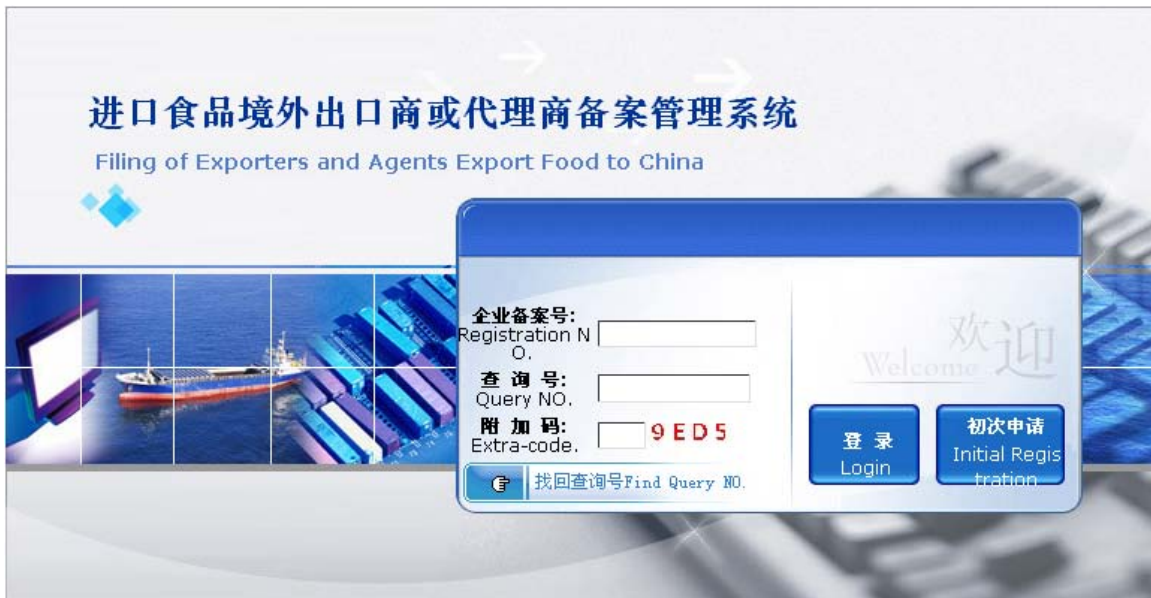 进口食品境外出口商或代理商备案管理系统
Filing of Exporters and Agents Export Food to China
企业备案号:
Registration N
O.
查 询 号:
Query NO.
附 加 码:
Extra-code.
9ED5
找回查询号Find Query NO.
欢迎
Welcome
登 录
Login
初次申请
Initial Regis
tration